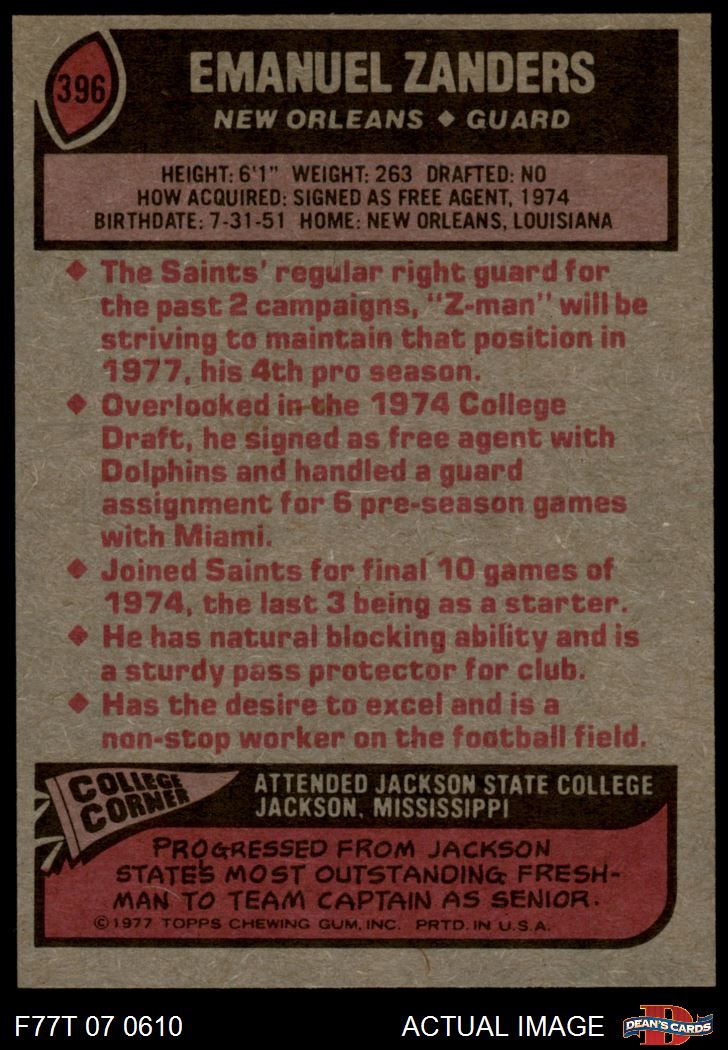 396
EMANUEL ZANDERS
NEW ORLEANS ♦ GUARD
HEIGHT: 6'1" WEIGHT: 263 DRAFTED: NO
HOW ACQUIRED: SIGNED AS FREE AGENT, 1974
BIRTHDATE: 7-31-51 HOME: NEW ORLEANS, LOUISIANA
♦ The Saints' regular right guard for
the past 2 campaigns, "Z-man" will be
striving to maintain that position in
1977, his 4th pro season.
♦ Overlooked in the 1974 College
Draft, he signed as free agent with
Dolphins and handled a guard
assignment for 6 pre-season games
with Miami.
♦ Joined Saints for final 10 games of
1974, the last 3 being as a starter.
♦ He has natural blocking ability and is
a sturdy pass protector for club.
♦ Has the desire to excel and is a
non-stop worker on the football field.
COLLEGE
CORNER
ATTENDED JACKSON STATE COLLEGE
JACKSON, MISSISSIPPI
PROGRESSED FROM JACKSON
STATE'S MOST OUTSTANDING FRESH-
MAN TO TEAM CAPTAIN AS SENIOR.
©1977 TOPPS CHEWING GUM, INC. PRTD. IN U.S.A.
F77T 07 0610
ACTUAL IMAGE
D
DEAN'S CARDS